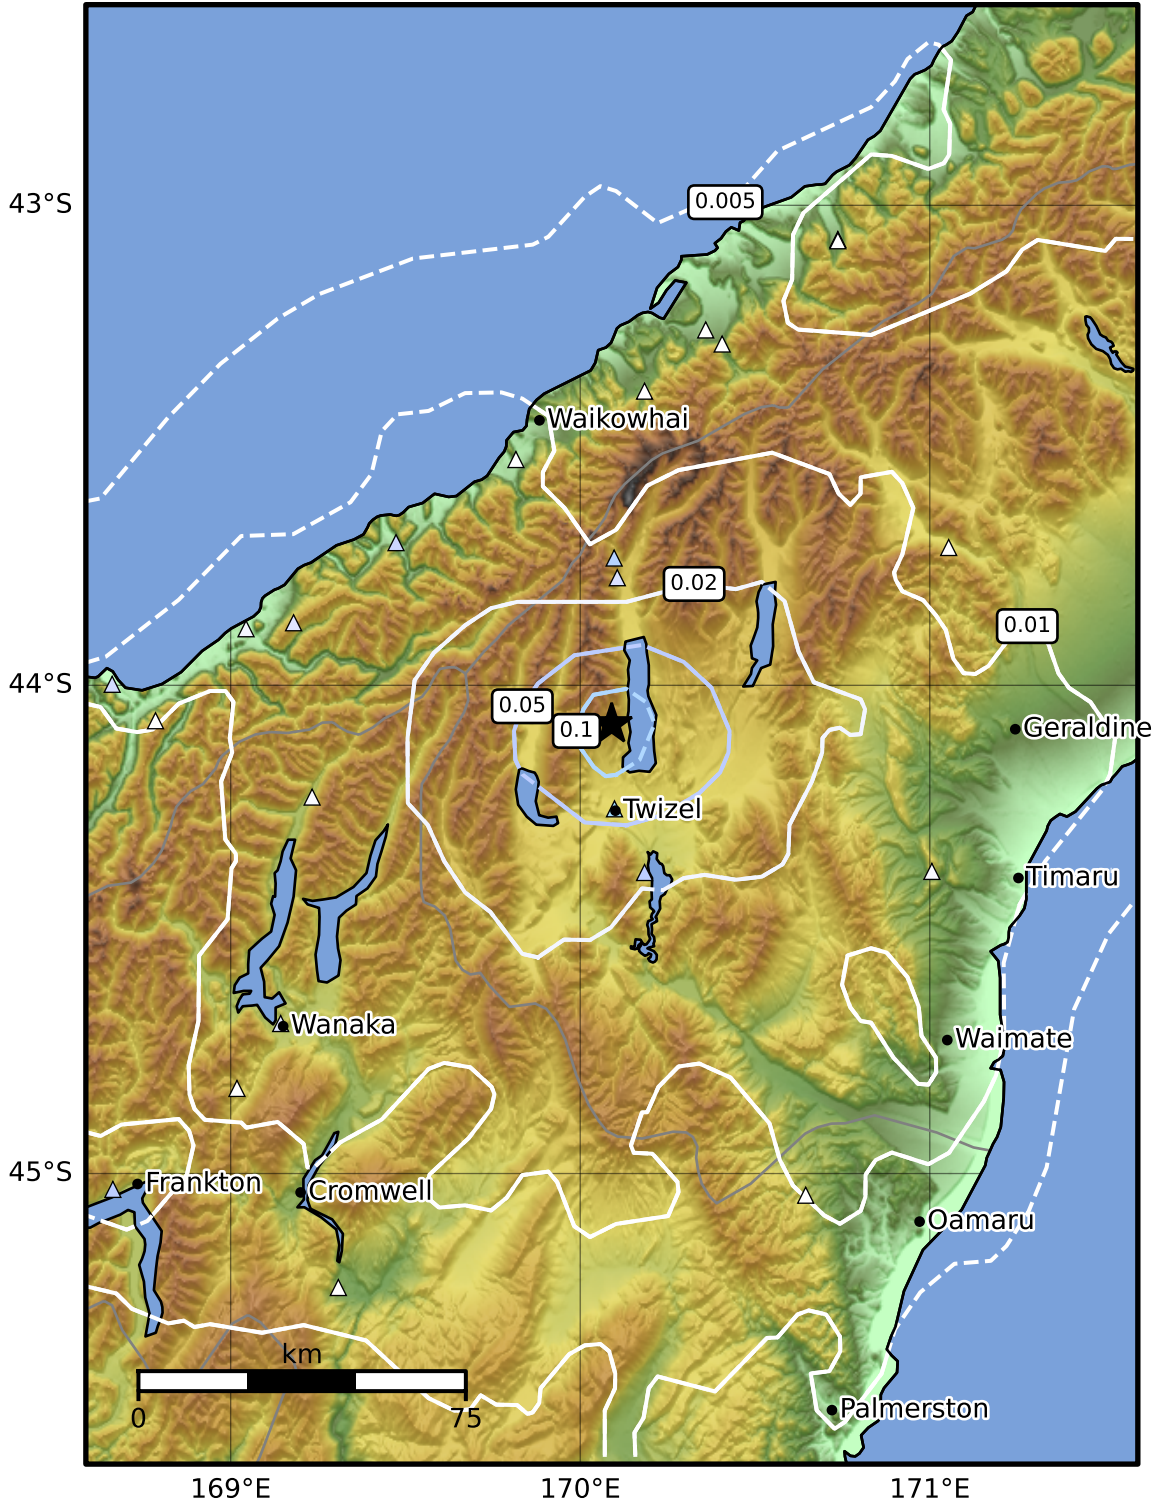 43°S
0.005
Waikowhai
0.02
0.01
44°S
0.05
0.1
Geraldine
Twizel
Timaru
Wanaka
Waimate
45°S
Frankton
Cromwell
Oamaru
km
0
75
Palmerston
169°E
170°E
171°E